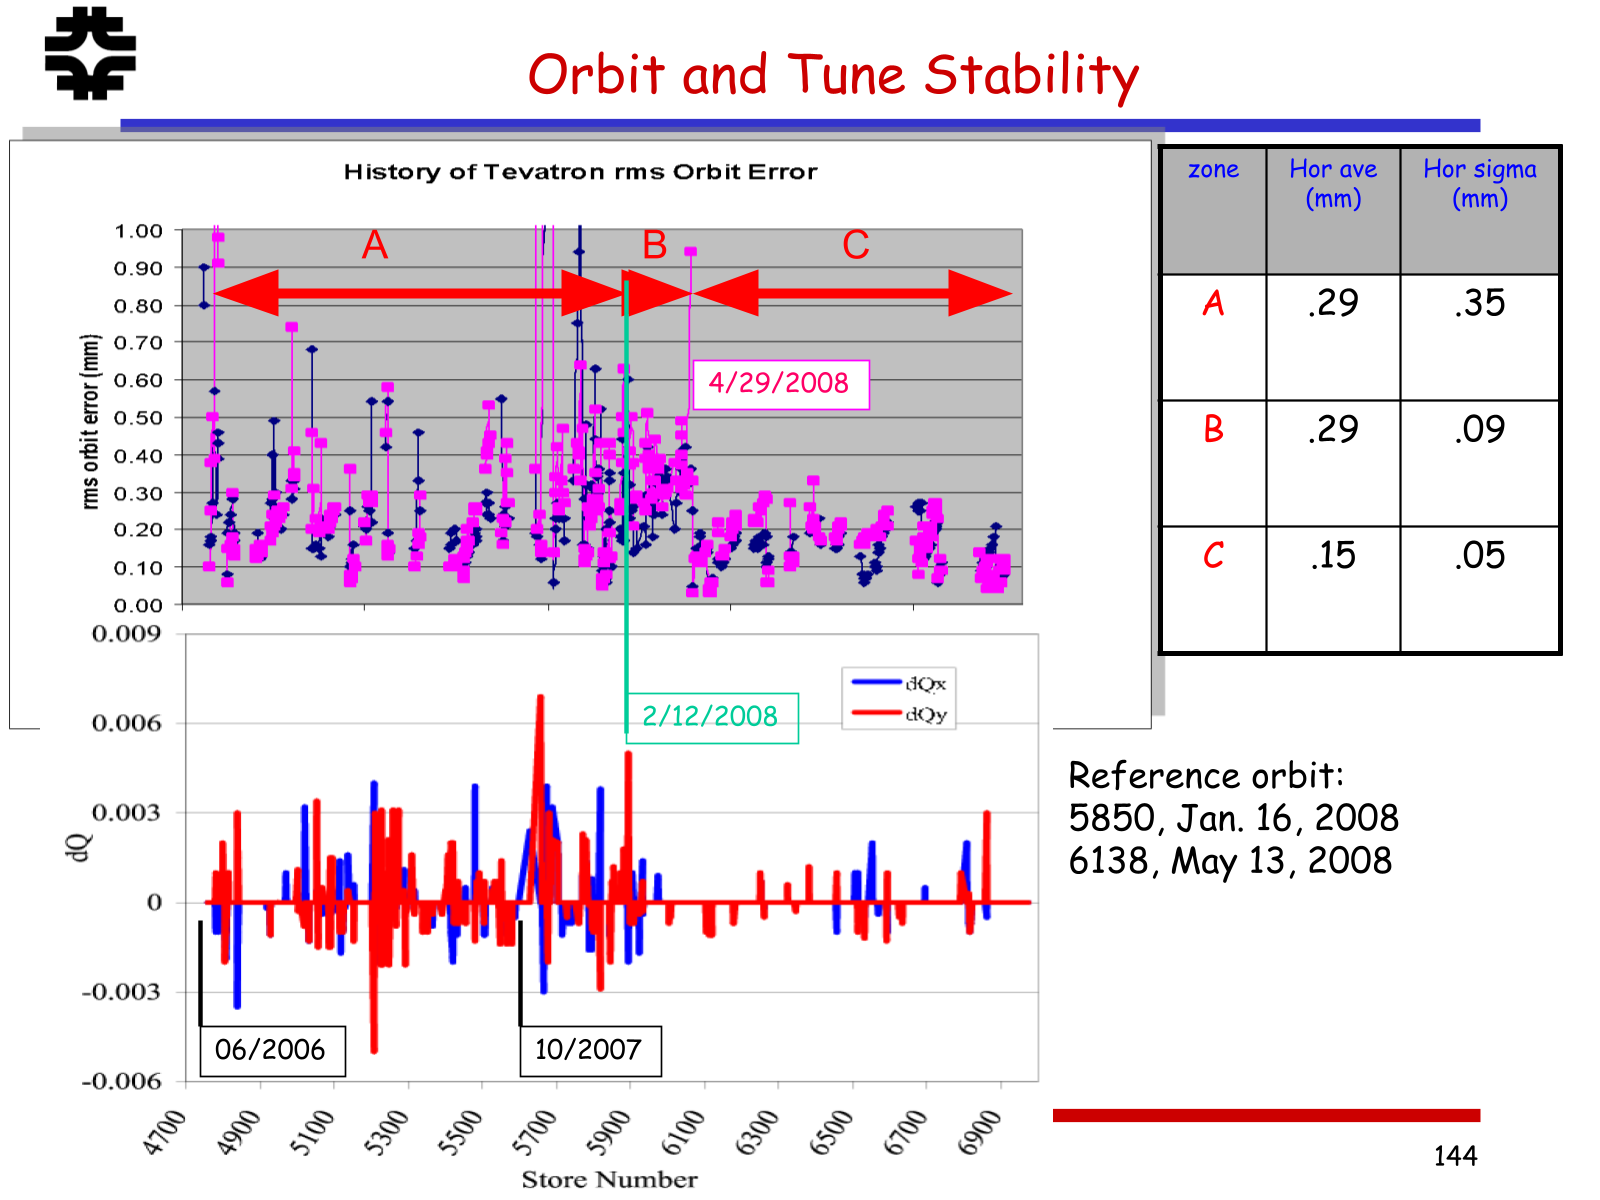 Orbit and Tune Stability
History of Tevatron rms Orbit Error
1.00
0.90
0.80
0.70
0.60
0.50
0.40
0.30
0.20
0.10
0.00
rms orbit error (mm)
A
B
C
4/29/2008
zone
Hor ave
(mm)
Hor sigma
(mm)
A
.29
.35
B
.29
.09
C
.15
.05
0.009
0.006
0.003
0
-0.003
-0.006
dQ
dQx
dQy
2/12/2008
06/2006
10/2007
4700
4900
5100
5300
5500
5700
5900
6100
6300
6500
6700
6900
Store Number
Reference orbit:
5850, Jan. 16, 2008
6138, May 13, 2008
144